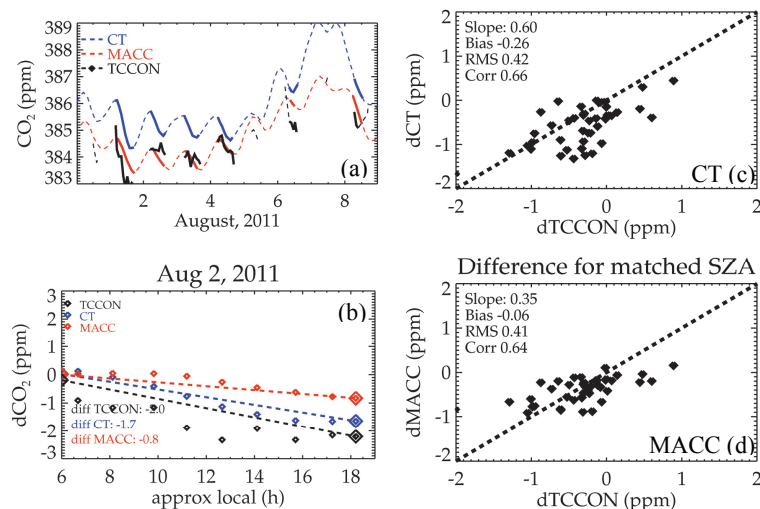 389
388
387
386
385
384
383
CO2 (ppm)
CT
MACC
TCCON
(a)
2 4 6 8
August, 2011
2
1
0
-1
-2
dCT
Slope: 0.60
Bias -0.26
RMS 0.42
Corr 0.66
CT (c)
-2 -1 0 1 2
dTCCON (ppm)
Aug 2, 2011
3
2
1
0
-1
-2
-3
dCO2 (ppm)
TCCON
CT
MACC
(b)
diff TCCON: -2.0
diff CT: -1.7
diff MACC: -0.8
6 8 10 12 14 16 18
approx local (h)
Difference for matched SZA
2
1
0
-1
-2
dMACC (ppm)
Slope: 0.35
Bias -0.06
RMS 0.41
Corr 0.64
MACC (d)
-2 -1 0 1 2
dTCCON (ppm)